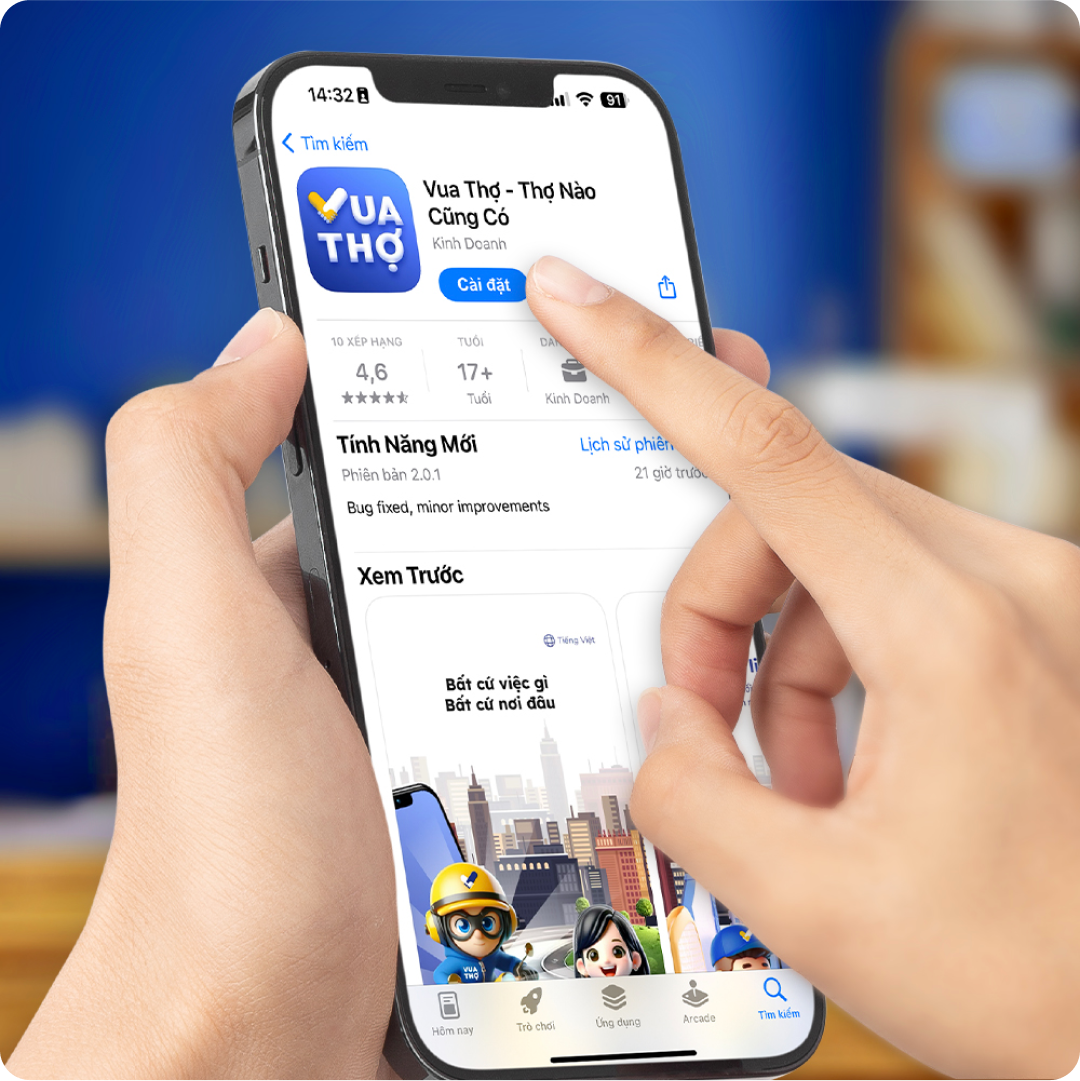 14:32
91
Tìm kiếm
VUA
THỢ
Vua Thợ - Thợ Nào
Cũng Có
Kinh Doanh
Cài đặt
10 XẾP HẠNG
TUỔI
4,6
17+
Tuổi
Kinh Doanh
Tính Năng Mới
Lịch sử phiên
Phiên bản 2.0.1
21 giờ trước
Bug fixed, minor improvements
Xem Trước
Tiếng Việt
Bất cứ việc gì
Bất cứ nơi đâu
VUA
THỢ
Hôm nay
Trò chơi
Ứng dụng
Arcade
Tìm kiếm